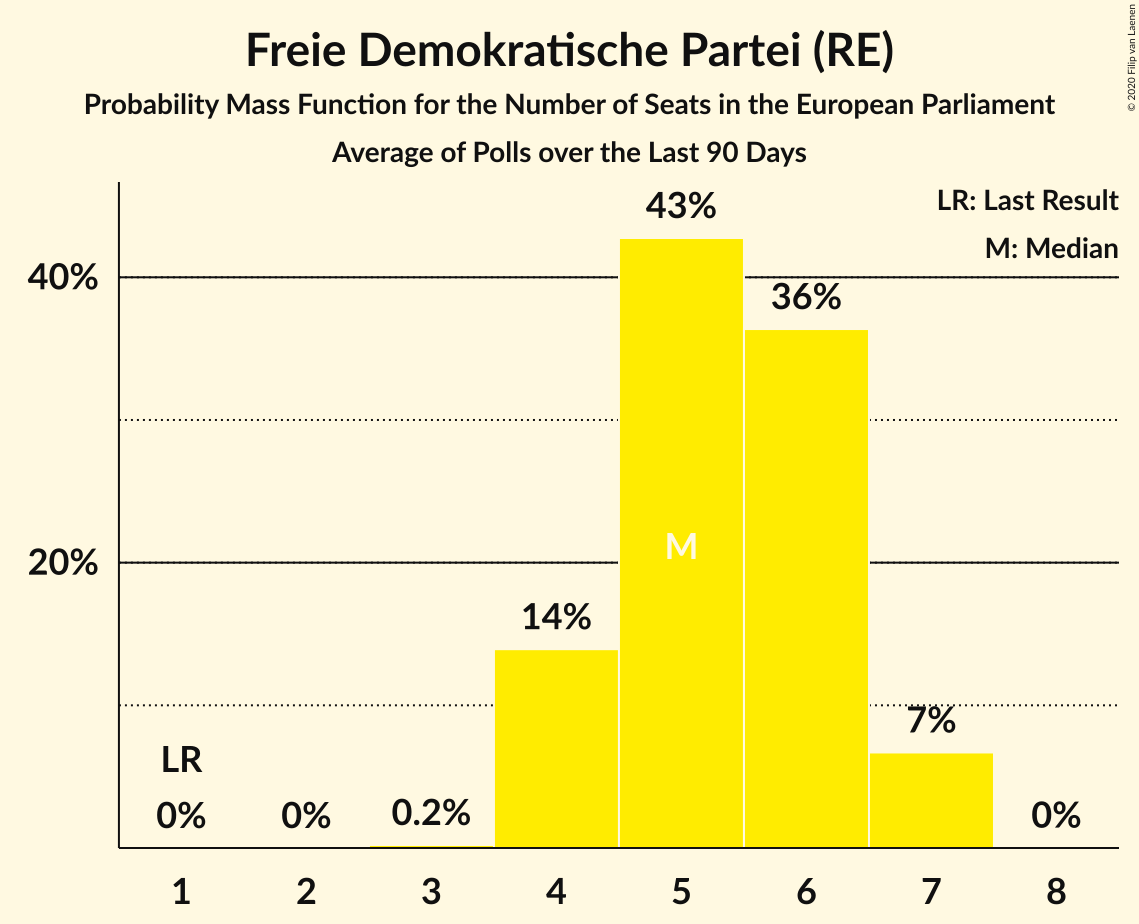 Freie Demokratische Partei (RE)
Probability Mass Function for the Number of Seats in the European Parliament
Average of Polls over the Last 90 Days
© 2020 Filip van Laenen
LR: Last Result
M: Median
43%
40%
36%
M
20%
14%
7%
LR
0%
0%
0.2%
0%
1 2 3 4 5 6 7 8